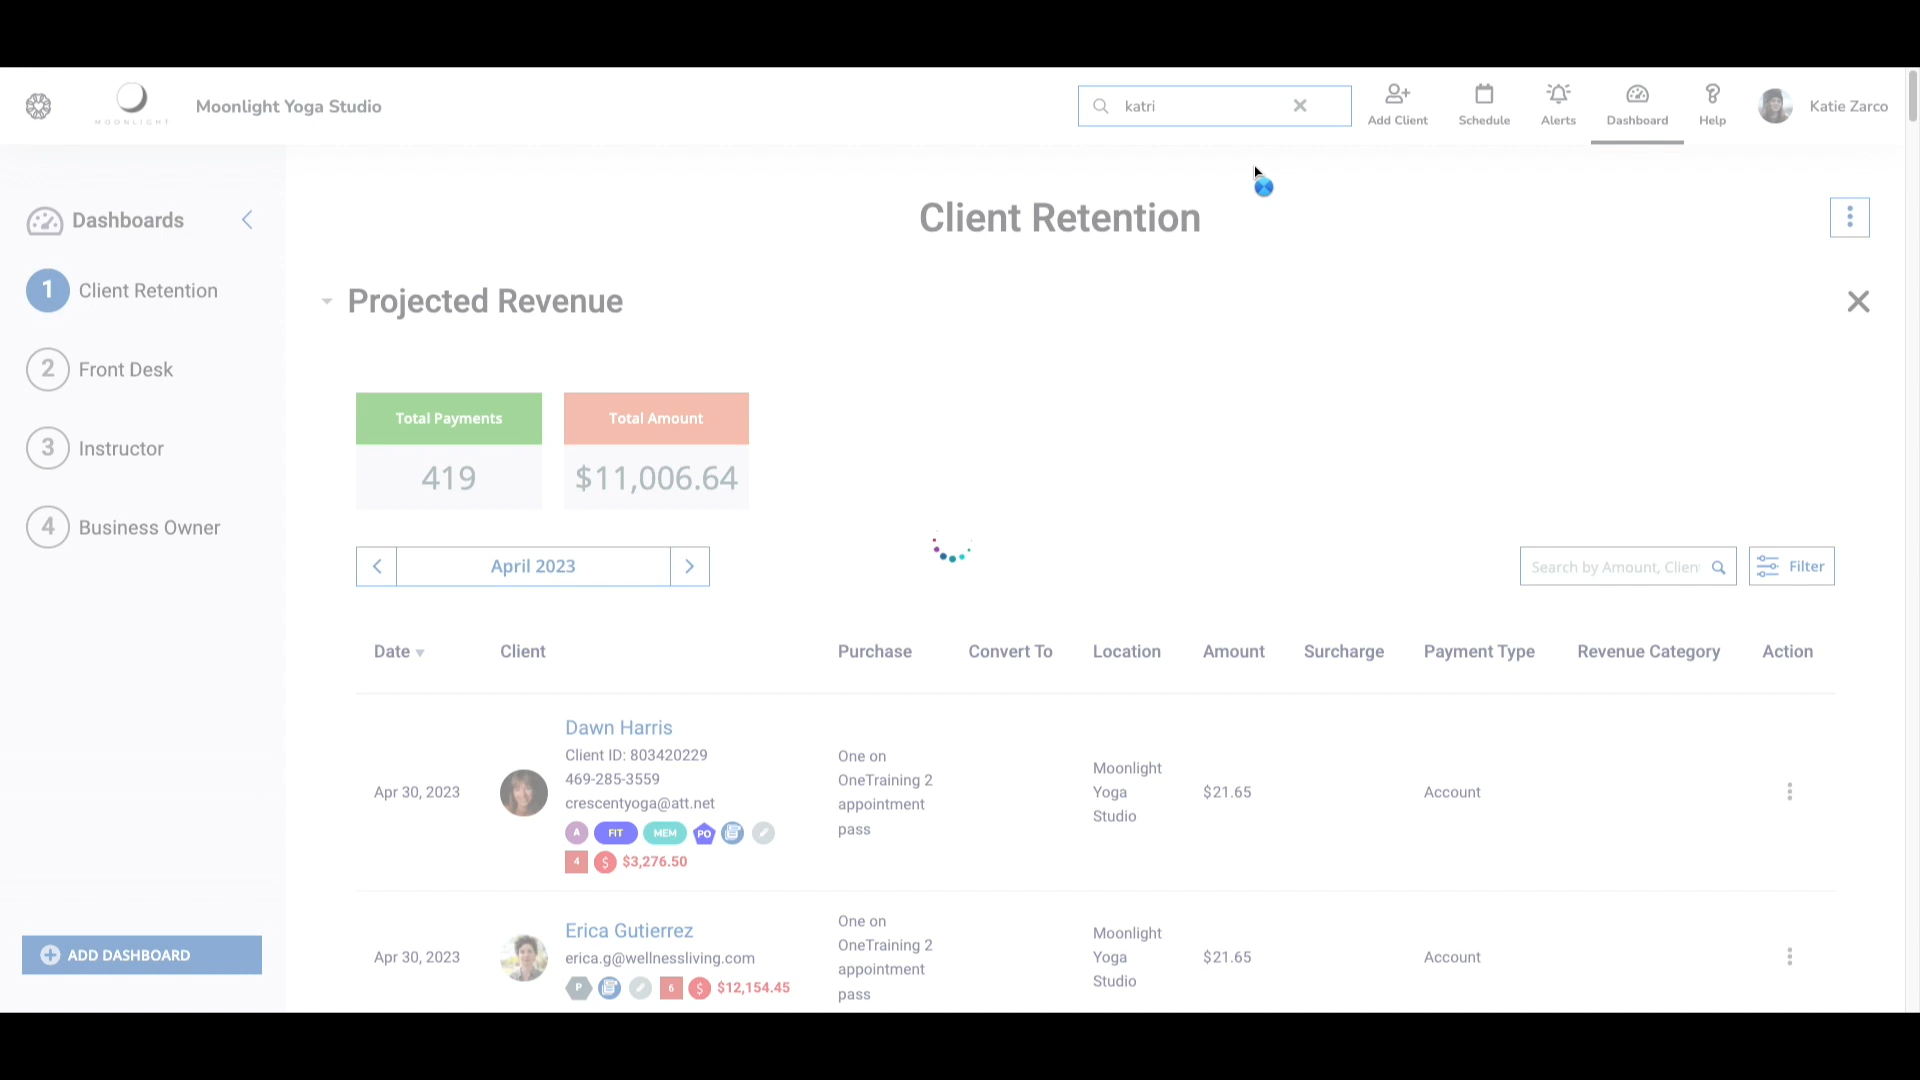 MOONLIGHT
Moonlight Yoga Studio
katri
Add Client
Schedule
Alerts
Dashboard
Help
Katie Zarco
Dashboards
1 Client Retention
2 Front Desk
3 Instructor
4 Business Owner
ADD DASHBOARD
Client Retention
Projected Revenue
Total Payments
419
Total Amount
$11,006.64
April 2023
Search by Amount, Clien
Filter
Date Client Purchase Convert To Location Amount Surcharge Payment Type Revenue Category Action
Apr 30, 2023
Dawn Harris
Client ID: 803420229
469-285-3559
crescentyoga@att.net
A FIT MEM PO
4 $ $3,276.50
One on
OneTraining 2
appointment
pass
Moonlight
Yoga
Studio
$21.65
Account
Apr 30, 2023
Erica Gutierrez
erica.g@wellnessliving.com
P 6 $ $12,154.45
One on
OneTraining 2
appointment
pass
Moonlight
Yoga
Studio
$21.65
Account